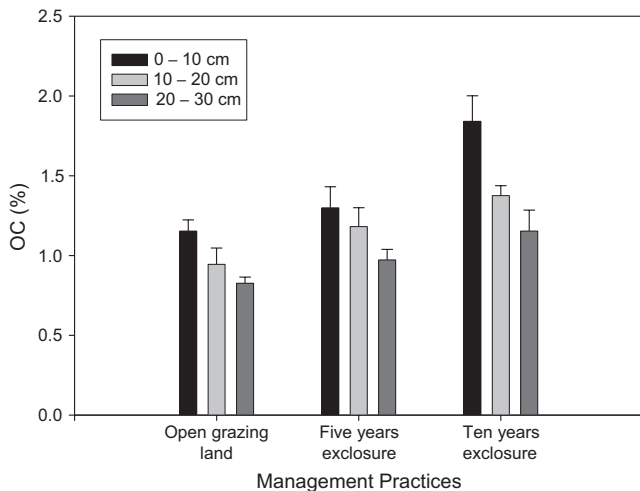 2.5
2.0
1.5
1.0
0.5
0.0
OC (%)
0 – 10 cm
10 – 20 cm
20 – 30 cm
Open grazing
land
Five years
exclosure
Ten years
exclosure
Management Practices